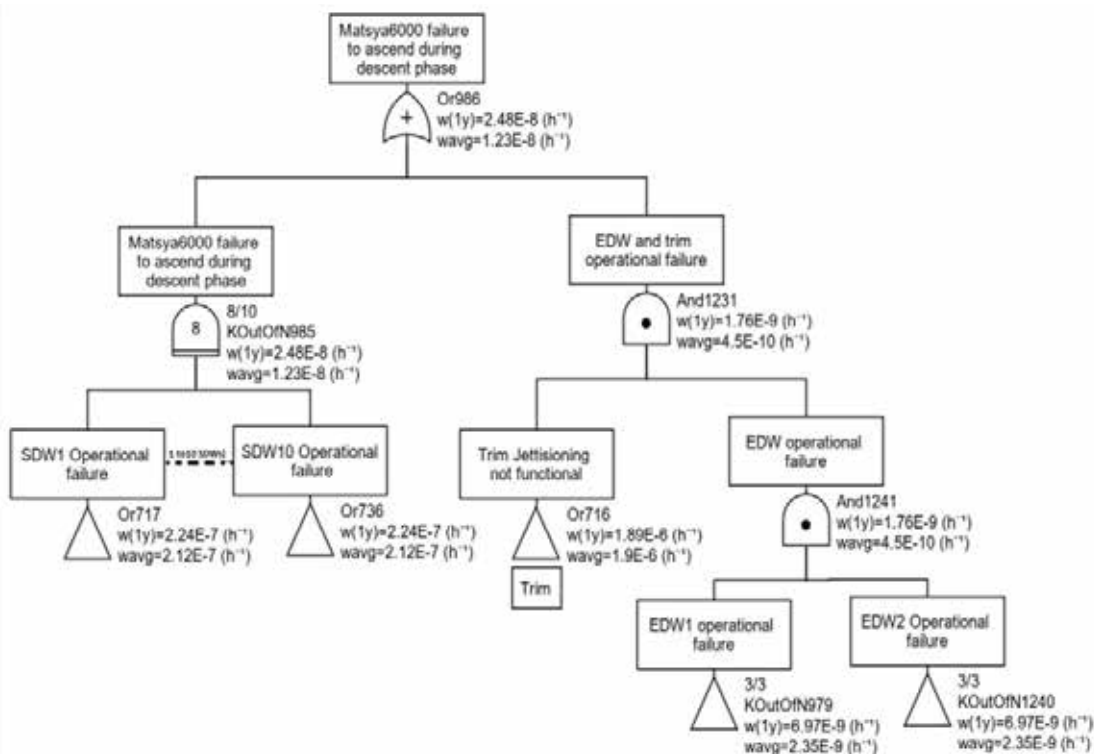 Matsya6000 failure
to ascend during
descent phase
Or986
w(1y)=2.48E-8 (h⁻¹)
wavg=1.23E-8 (h⁻¹)
+
Matsya6000 failure
to ascend during
descent phase
8/10
KOutOfN985
w(1y)=2.48E-8 (h⁻¹)
wavg=1.23E-8 (h⁻¹)
8
EDW and trim
operational failure
And1231
w(1y)=1.76E-9 (h⁻¹)
wavg=4.5E-10 (h⁻¹)
SDW1 Operational
failure
SDW10 Operational
failure
Or717
w(1y)=2.24E-7 (h⁻¹)
wavg=2.12E-7 (h⁻¹)
Or736
w(1y)=2.24E-7 (h⁻¹)
wavg=2.12E-7 (h⁻¹)
Trim Jettisioning
not functional
Or716
w(1y)=1.89E-6 (h⁻¹)
wavg=1.9E-6 (h⁻¹)
Trim
EDW operational
failure
And1241
w(1y)=1.76E-9 (h⁻¹)
wavg=4.5E-10 (h⁻¹)
EDW1 operational
failure
EDW2 Operational
failure
3/3
KOutOfN979
w(1y)=6.97E-9 (h⁻¹)
wavg=2.35E-9 (h⁻¹)
3/3
KOutOfN1240
w(1y)=6.97E-9 (h⁻¹)
wavg=2.35E-9 (h⁻¹)